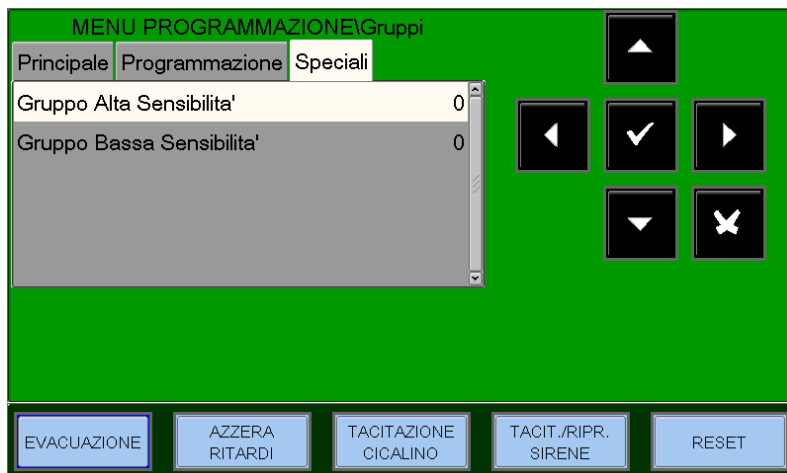 MENU PROGRAMMAZIONE\Gruppi
Principale Programmazione Speciali
Gruppo Alta Sensibilita' 0
Gruppo Bassa Sensibilita' 0
EVACUAZIONE
AZZERA
RITARDI
TACITAZIONE
CICALINO
TACIT./RIPR.
SIRENE
RESET